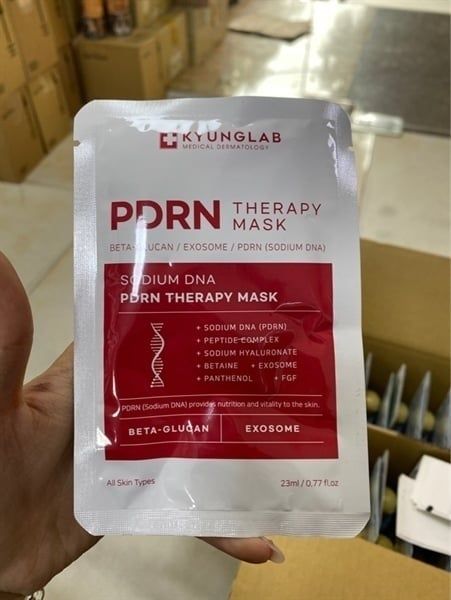 KYUNGLAB
MEDICAL DERMATOLOGY
PDRN THERAPY MASK
BETA-GLUCAN / EXOSOME / PDRN (SODIUM DNA)
SODIUM DNA
PDRN THERAPY MASK
+ SODIUM DNA (PDRN)
+ PEPTIDE COMPLEX
+ SODIUM HYALURONATE
+ BETAINE + EXOSOME
+ PANTHENOL + FGF
PDRN (Sodium DNA) provides nutrition and vitality to the skin.
BETA-GLUCAN EXOSOME
All Skin Types 23ml / 0.77 fl.oz